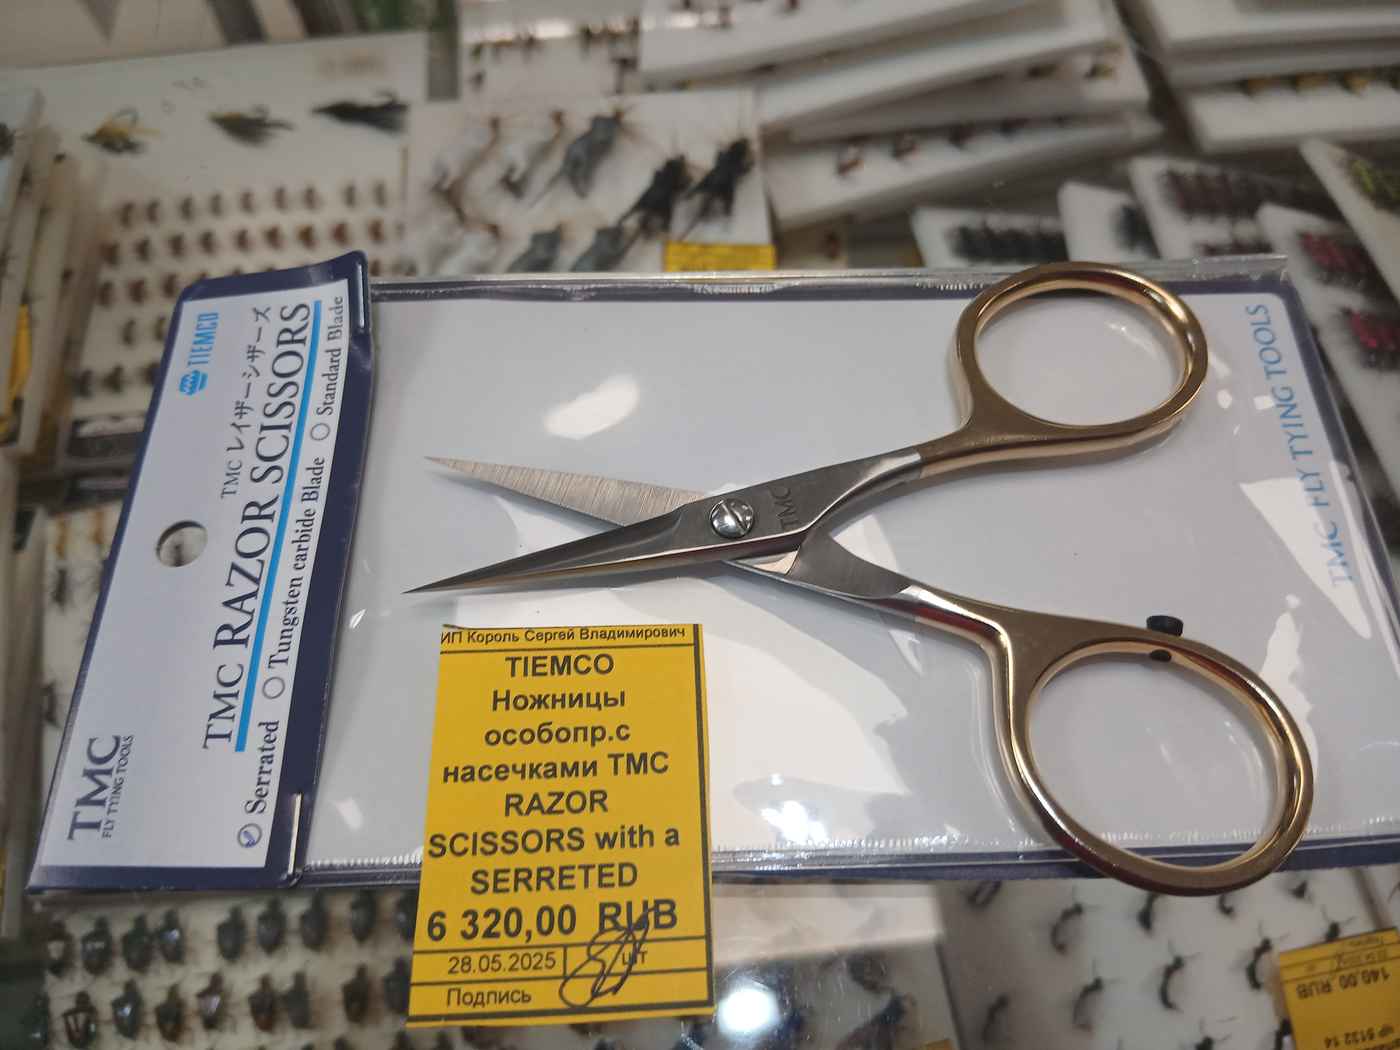 TIEMCO
TMC レイザーシザーズ
TMC RAZOR SCISSORS
Serrated
Tungsten carbide Blade
Standard Blade
TMC
FLY TYING TOOLS
TMC
TMC FLY TYING TOOLS
ИП Король Сергей Владимирович
TIEMCO
Ножницы
особопр.с
насечками TMC
RAZOR
SCISSORS with a
SERRETED
6 320,00 RUB
28.05.2025
шт
Подпись
140,00 RUB